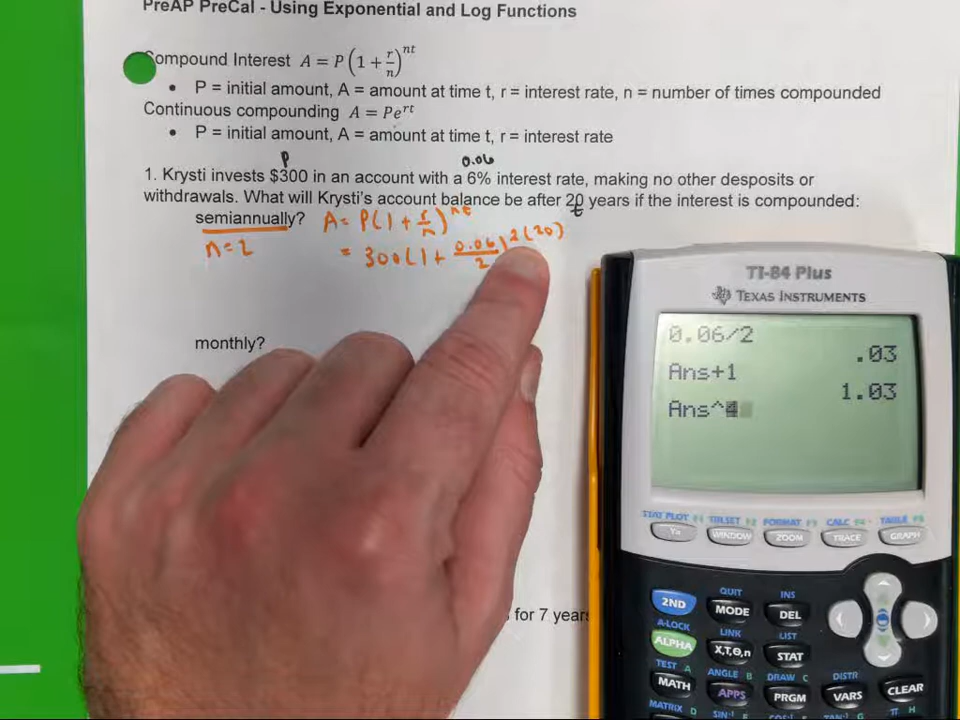 PreAP PreCal - Using Exponential and Log Functions
Compound Interest A = P(1 + r/n)^nt
• P = initial amount, A = amount at time t, r = interest rate, n = number of times compounded
Continuous compounding A = Pe^rt
• P = initial amount, A = amount at time t, r = interest rate
P 0.06
1. Krysti invests $300 in an account with a 6% interest rate, making no other desposits or
withdrawals. What will Krysti's account balance be after 20 years if the interest is compounded:
t
semiannually? A = P(1 + r/n)^nt
n = 2 = 300(1 + 0.06/2)^2(20)
monthly?
for 7 years
TI-84 Plus
TEXAS INSTRUMENTS
0.06/2
.03
Ans+1
1.03
Ans^4
STAT PLOT F1 TBLSET F2 FORMAT F3 CALC F4 TABLE F5
Y= WINDOW ZOOM TRACE GRAPH
QUIT INS
2ND MODE DEL
A-LOCK LINK LIST
ALPHA X,T,θ,n STAT
TEST A ANGLE B DRAW C DISTR
MATH APPS PRGM VARS CLEAR
MATRIX D SIN⁻¹